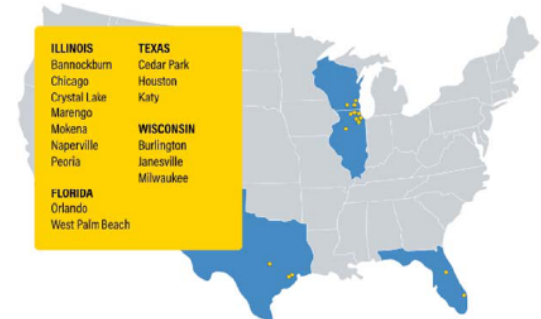 ILLINOIS
Bannockburn
Chicago
Crystal Lake
Marengo
Mokena
Naperville
Peoria
FLORIDA
Orlando
West Palm Beach
TEXAS
Cedar Park
Houston
Katy
WISCONSIN
Burlington
Janesville
Milwaukee